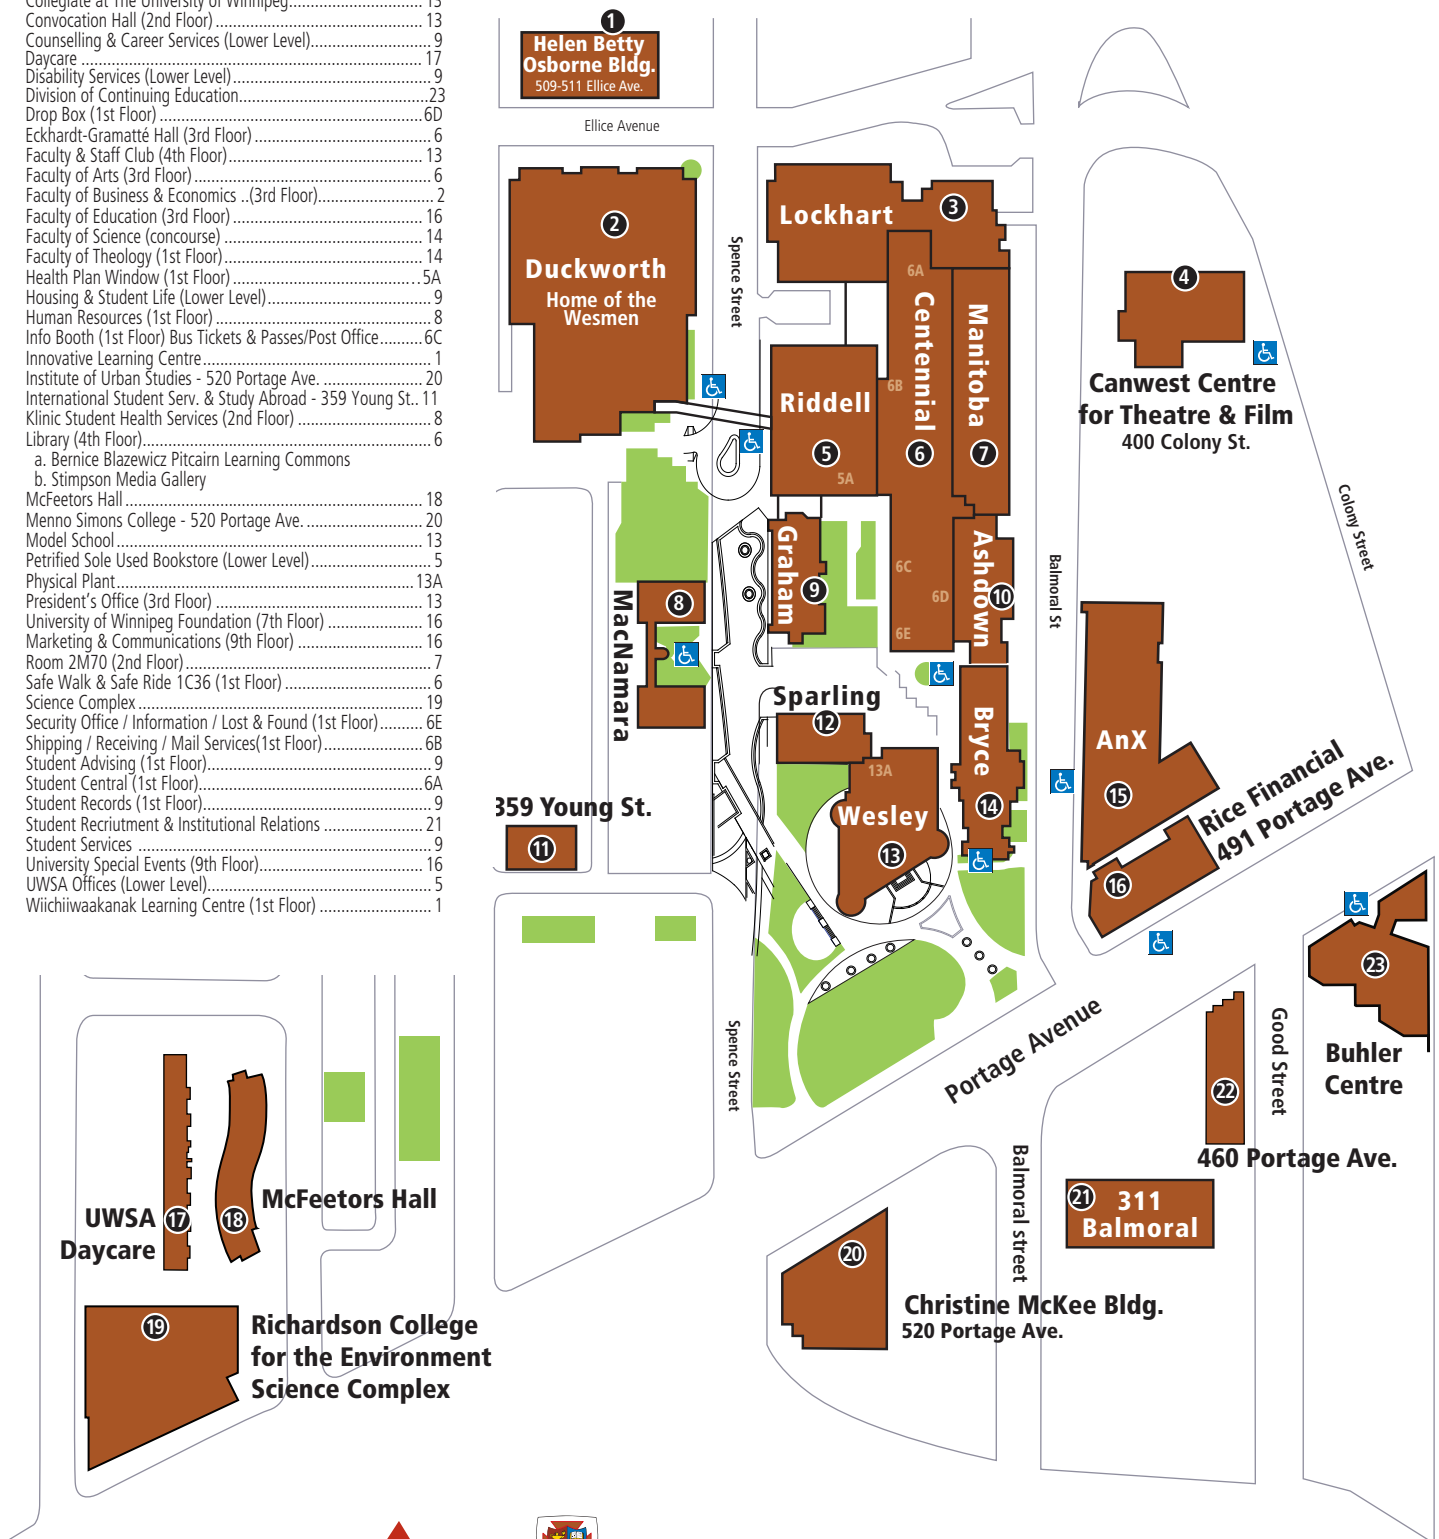 Collegiate at The University of Winnipeg 13
Convocation Hall (2nd Floor) 13
Counselling & Career Services (Lower Level) 9
Daycare 17
Disability Services (Lower Level) 9
Division of Continuing Education 23
Drop Box (1st Floor) 6D
Eckhardt-Gramatté Hall (3rd Floor) 6
Faculty & Staff Club (4th Floor) 13
Faculty of Arts (3rd Floor) 6
Faculty of Business & Economics ..(3rd Floor) 2
Faculty of Education (3rd Floor) 16
Faculty of Science (concourse) 14
Faculty of Theology (1st Floor) 14
Health Plan Window (1st Floor) 5A
Housing & Student Life (Lower Level) 9
Human Resources (1st Floor) 8
Info Booth (1st Floor) Bus Tickets & Passes/Post Office 6C
Innovative Learning Centre 1
Institute of Urban Studies - 520 Portage Ave. 20
International Student Serv. & Study Abroad - 359 Young St.. 11
Klinic Student Health Services (2nd Floor) 8
Library (4th Floor) 6
a. Bernice Blazewicz Pitcairn Learning Commons
b. Stimpson Media Gallery
McFeetors Hall 18
Menno Simons College - 520 Portage Ave. 20
Model School 13
Petrified Sole Used Bookstore (Lower Level) 5
Physical Plant 13A
President's Office (3rd Floor) 13
University of Winnipeg Foundation (7th Floor) 16
Marketing & Communications (9th Floor) 16
Room 2M70 (2nd Floor) 7
Safe Walk & Safe Ride 1C36 (1st Floor) 6
Science Complex 19
Security Office / Information / Lost & Found (1st Floor) 6E
Shipping / Receiving / Mail Services(1st Floor) 6B
Student Advising (1st Floor) 9
Student Central (1st Floor) 6A
Student Records (1st Floor) 9
Student Recriutment & Institutional Relations 21
Student Services 9
University Special Events (9th Floor) 16
UWSA Offices (Lower Level) 5
Wiichiiwaakanak Learning Centre (1st Floor) 1
1
Helen Betty
Osborne Bldg.
509-511 Ellice Ave.
Ellice Avenue
2
Duckworth
Home of the
Wesmen
Spence Street
Lockhart
3
6A
Centennial
6B
6
6C
6D
6E
Manitoba
7
Riddell
5
5A
4
Canwest Centre
for Theatre & Film
400 Colony St.
Colony Street
Graham
9
Ashdown
10
Balmoral St
MacNamara
8
Sparling
12
13A
Wesley
13
Bryce
14
AnX
15
Rice Financial
491 Portage Ave.
16
359 Young St.
11
23
Buhler
Centre
Spence Street
Portage Avenue
Good Street
22
460 Portage Ave.
21
311
Balmoral
Balmoral street
20
Christine McKee Bldg.
520 Portage Ave.
UWSA
Daycare
17
18
McFeetors Hall
19
Richardson College
for the Environment
Science Complex